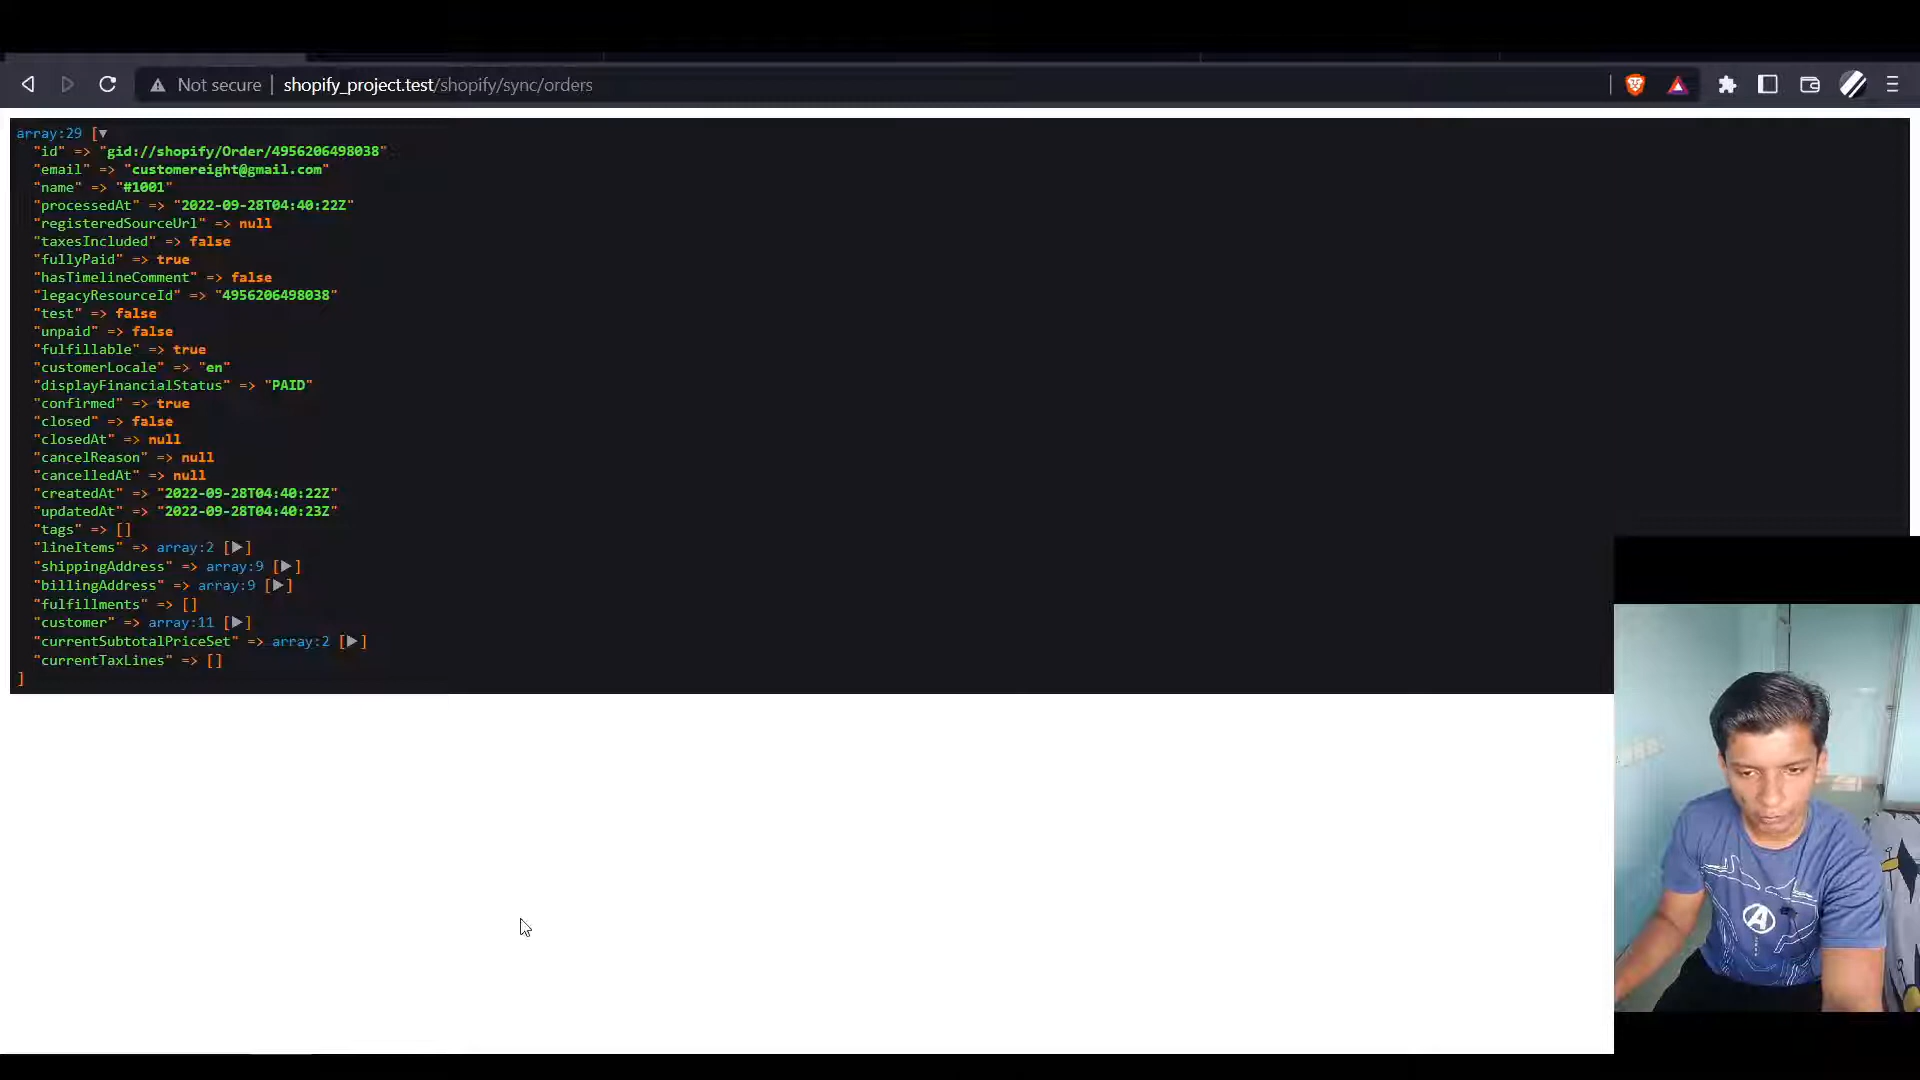 Not secure | shopify_project.test/shopify/sync/orders
array:29 [▼
"id" => "gid://shopify/Order/4956206498038"
"email" => "customereight@gmail.com"
"name" => "#1001"
"processedAt" => "2022-09-28T04:40:22Z"
"registeredSourceUrl" => null
"taxesIncluded" => false
"fullyPaid" => true
"hasTimelineComment" => false
"legacyResourceId" => "4956206498038"
"test" => false
"unpaid" => false
"fulfillable" => true
"customerLocale" => "en"
"displayFinancialStatus" => "PAID"
"confirmed" => true
"closed" => false
"closedAt" => null
"cancelReason" => null
"cancelledAt" => null
"createdAt" => "2022-09-28T04:40:22Z"
"updatedAt" => "2022-09-28T04:40:23Z"
"tags" => []
"lineItems" => array:2 [▶]
"shippingAddress" => array:9 [▶]
"billingAddress" => array:9 [▶]
"fulfillments" => []
"customer" => array:11 [▶]
"currentSubtotalPriceSet" => array:2 [▶]
"currentTaxLines" => []
]